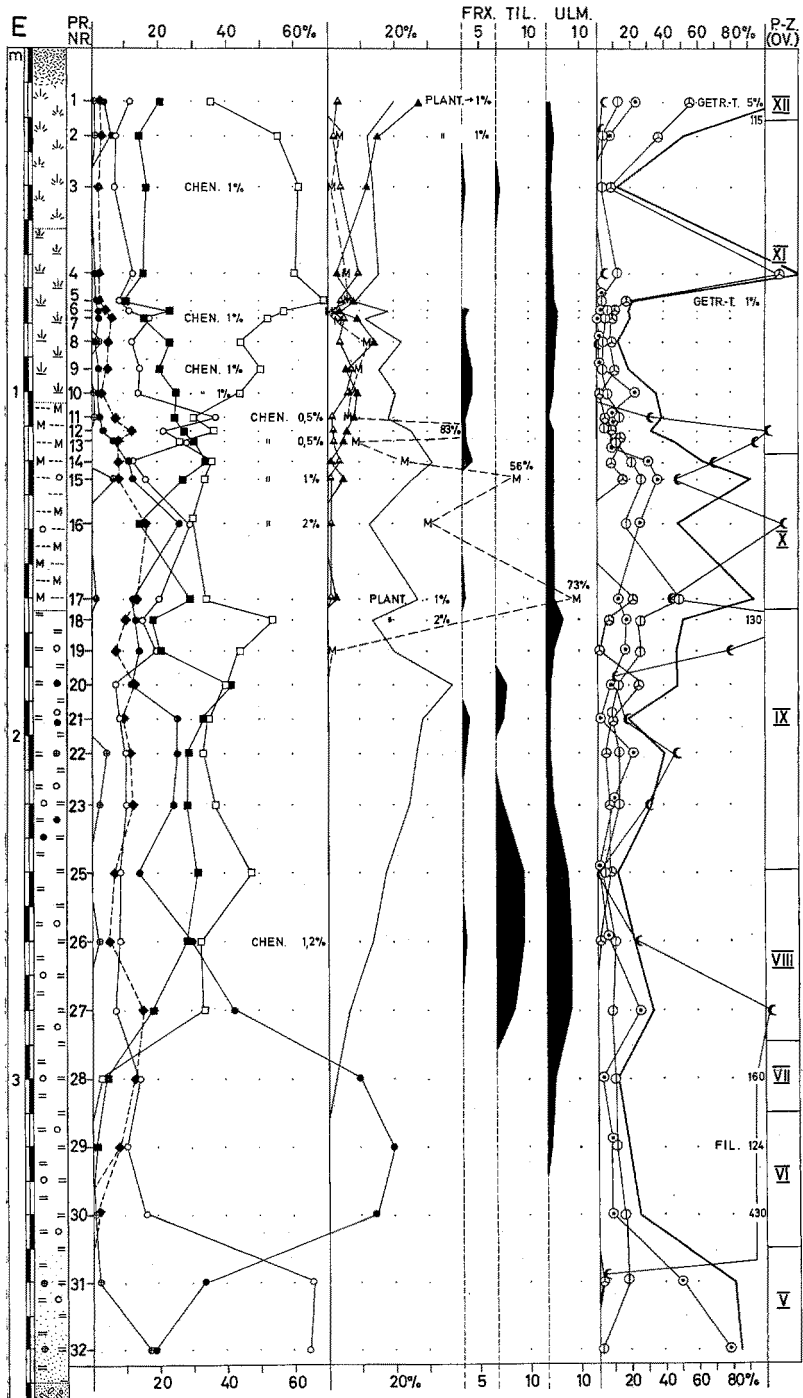 E PR. NR. 20 40 60% 20% FRX. TIL. ULM. 5 10 10 20 40 60 80% P.-Z. (OV.)
m
1 PLANT.→1% GETR.-T. 5% XII
115
2 " 1%
3 CHEN. 1%
4 XI
5 GETR.-T. 1%
6
7 CHEN. 1%
8 M
9 CHEN. 1%
1 10 " 1%
11 CHEN. 0,5%
12 83%
13 " 0,5%
14 56%
15 " 1%
16 " 2% X
73%
17 PLANT. 1%
18 " 2% 130
19 M
20
21 IX
2 22
23
25
26 CHEN. 1,2% VIII
27
3 28 160 VII
29 FIL. 124
VI
30 430
31 V
32
20 40 60 20% 5 10 10 20 40 60 80%